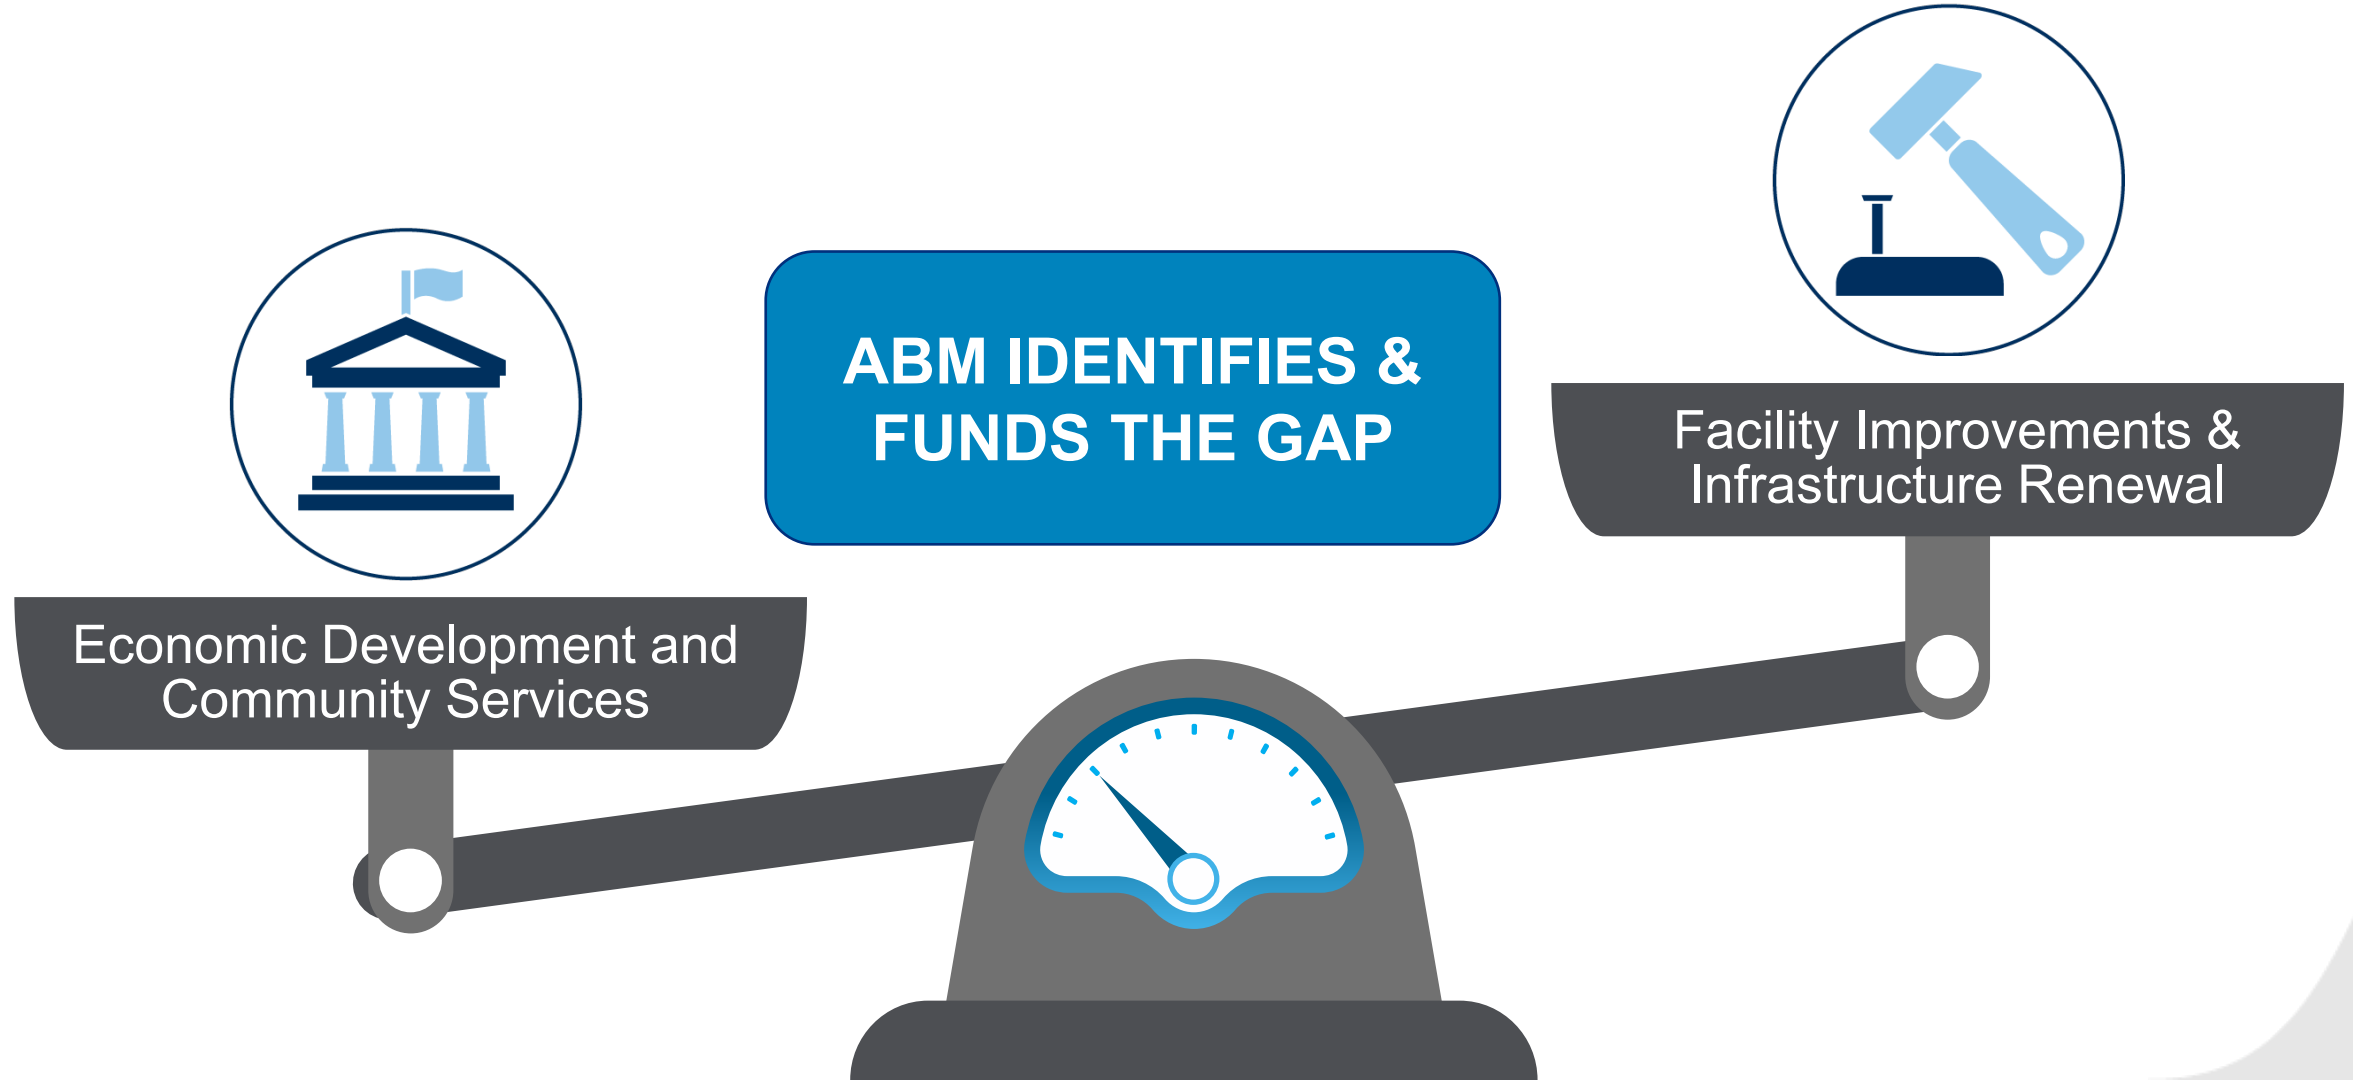 ABM IDENTIFIES &
FUNDS THE GAP
Facility Improvements &
Infrastructure Renewal
Economic Development and
Community Services